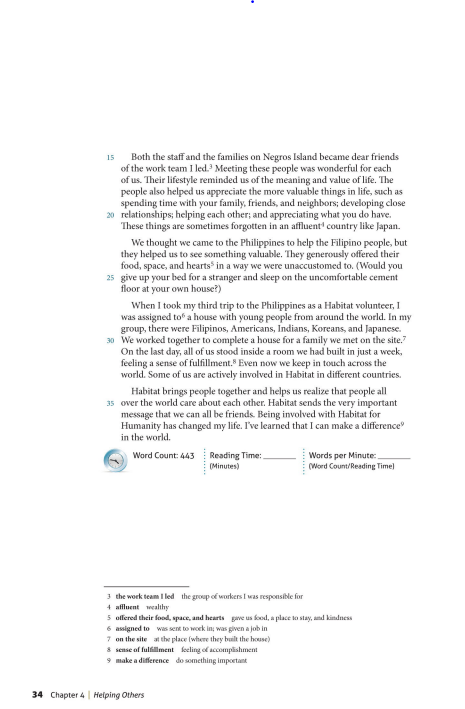 15 Both the staff and the families on Negros Island became dear friends
of the work team I led.³ Meeting these people was wonderful for each
of us. Their lifestyle reminded us of the meaning and value of life. The
people also helped us appreciate the more valuable things in life, such as
spending time with your family, friends, and neighbors; developing close
20 relationships; helping each other; and appreciating what you do have.
These things are sometimes forgotten in an affluent⁴ country like Japan.
We thought we came to the Philippines to help the Filipino people, but
they helped us to see something valuable. They generously offered their
food, space, and hearts⁵ in a way we were unaccustomed to. (Would you
25 give up your bed for a stranger and sleep on the uncomfortable cement
floor at your own house?)
When I took my third trip to the Philippines as a Habitat volunteer, I
was assigned to⁶ a house with young people from around the world. In my
group, there were Filipinos, Americans, Indians, Koreans, and Japanese.
30 We worked together to complete a house for a family we met on the site.⁷
On the last day, all of us stood inside a room we had built in just a week,
feeling a sense of fulfillment.⁸ Even now we keep in touch across the
world. Some of us are actively involved in Habitat in different countries.
Habitat brings people together and helps us realize that people all
35 over the world care about each other. Habitat sends the very important
message that we can all be friends. Being involved with Habitat for
Humanity has changed my life. I've learned that I can make a difference⁹
in the world.
Word Count: 443 Reading Time: ________ Words per Minute: ________
(Minutes) (Word Count/Reading Time)
3 the work team I led the group of workers I was responsible for
4 affluent wealthy
5 offered their food, space, and hearts gave us food, a place to stay, and kindness
6 assigned to was sent to work in; was given a job in
7 on the site at the place (where they built the house)
8 sense of fulfillment feeling of accomplishment
9 make a difference do something important
34 Chapter 4 | Helping Others